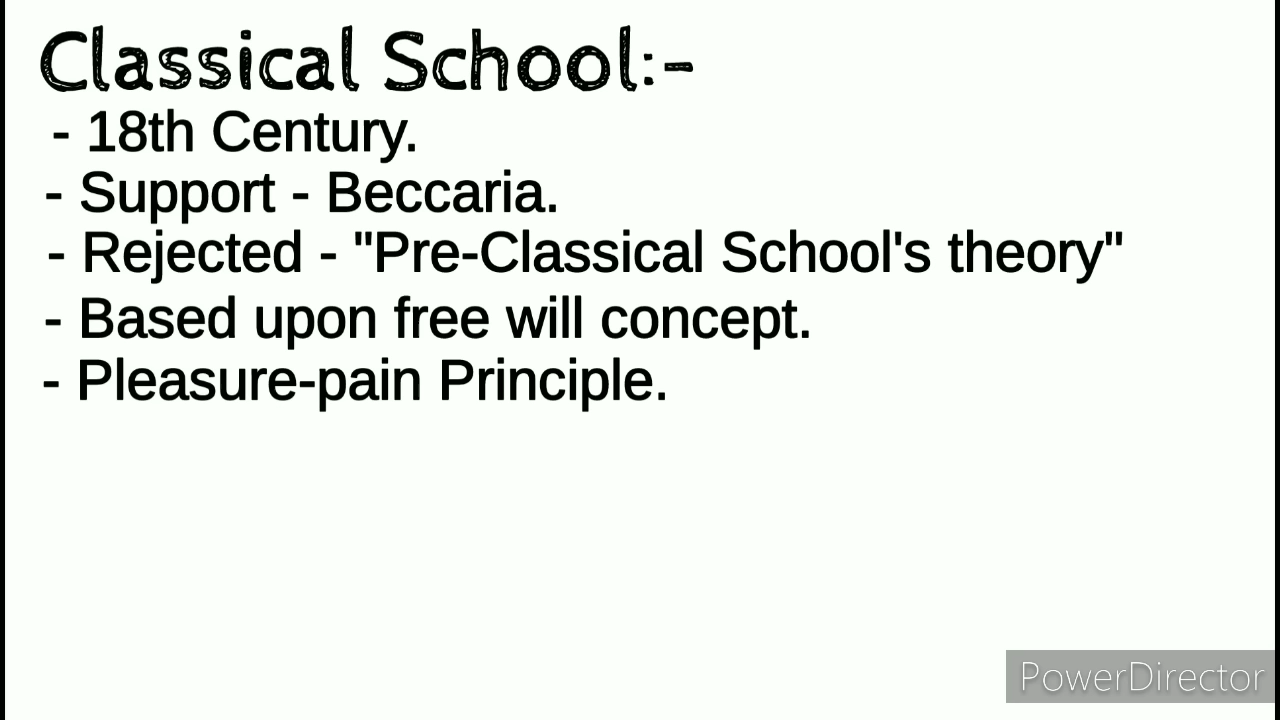 Classical School:-
- 18th Century.
- Support - Beccaria.
- Rejected - "Pre-Classical School's theory"
- Based upon free will concept.
- Pleasure-pain Principle.
PowerDirector